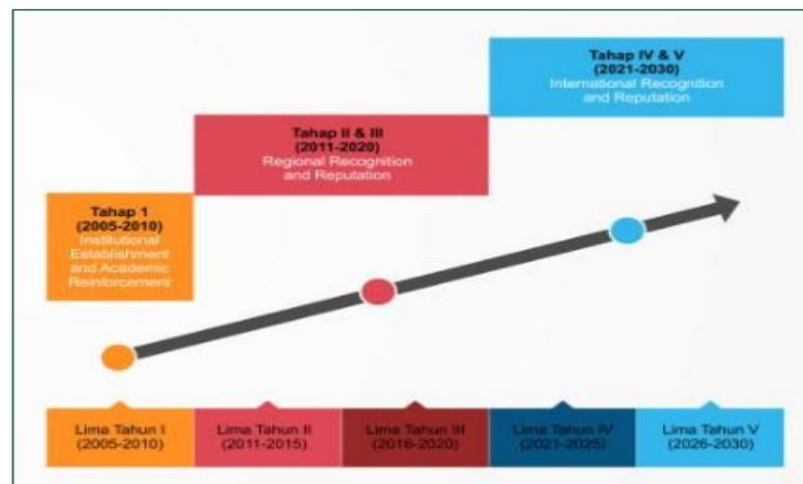 Tahap IV & V
(2021-2030)
International Recognition
and Reputation
Tahap II & III
(2011-2020)
Regional Recognition
and Reputation
Tahap 1
(2005-2010)
Institutional
Establishment
and Academic
Reinforcement
Lima Tahun I
(2005-2010)
Lima Tahun II
(2011-2015)
Lima Tahun III
(2016-2020)
Lima Tahun IV
(2021-2025)
Lima Tahun V
(2026-2030)